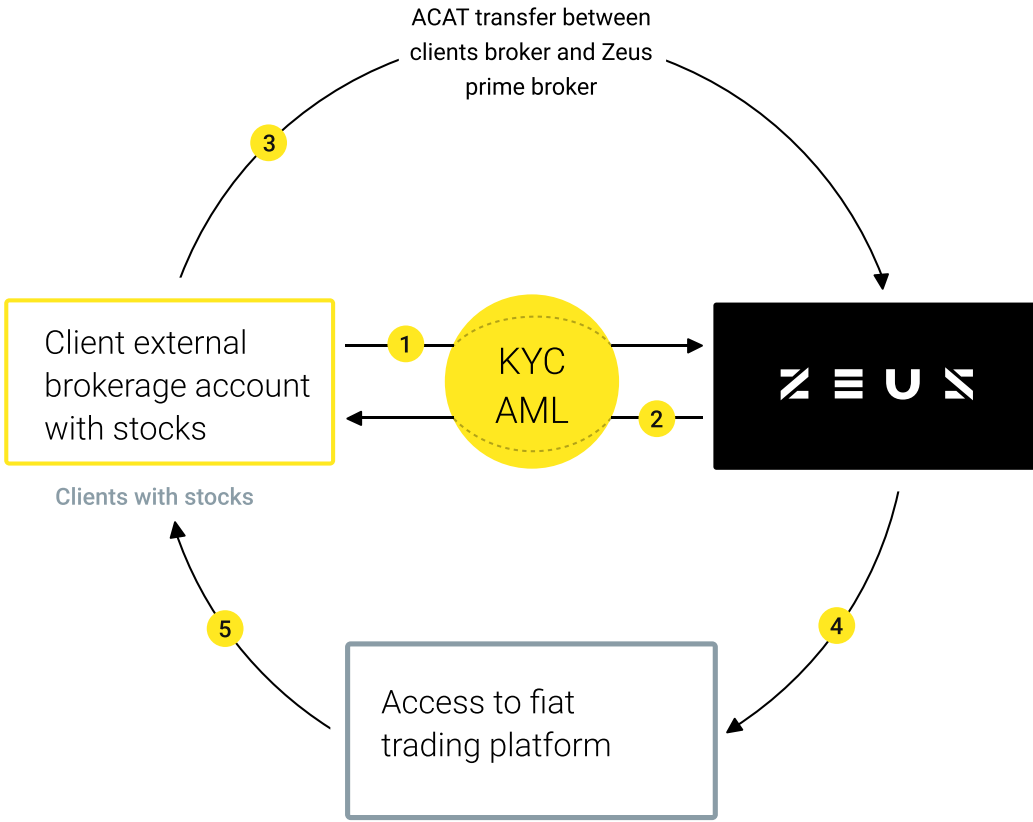 ACAT transfer between
clients broker and Zeus
prime broker
3
Client external
brokerage account
with stocks
1
KYC
AML
2
ZEUS
Clients with stocks
5
4
Access to fiat
trading platform